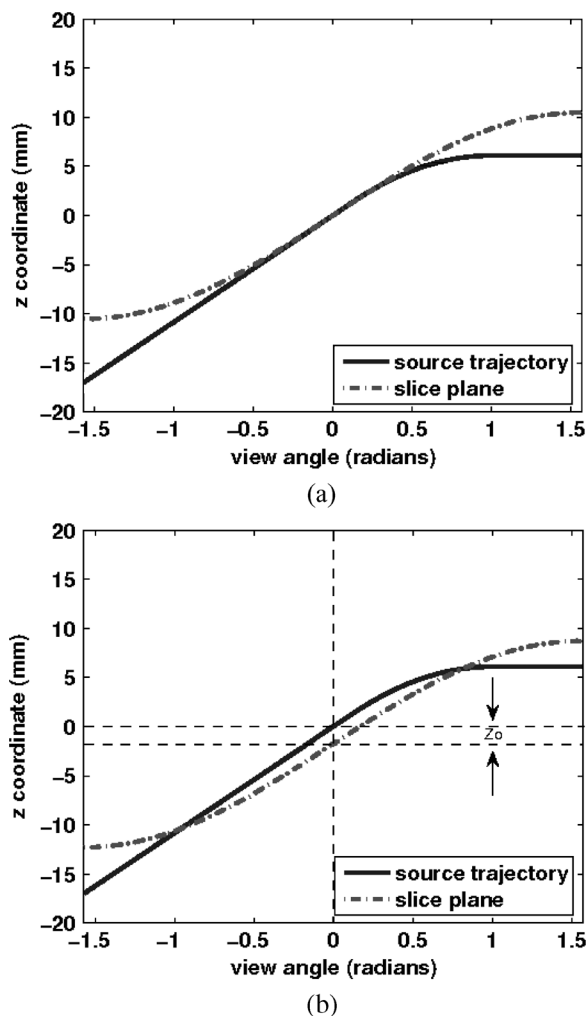 20
15
10
5
0
−5
−10
−15
−20
z coordinate (mm)
source trajectory
slice plane
−1.5 −1 −0.5 0 0.5 1 1.5
view angle (radians)
(a)
20
15
10
5
0
−5
−10
−15
−20
z coordinate (mm)
Zo
source trajectory
slice plane
−1.5 −1 −0.5 0 0.5 1 1.5
view angle (radians)
(b)